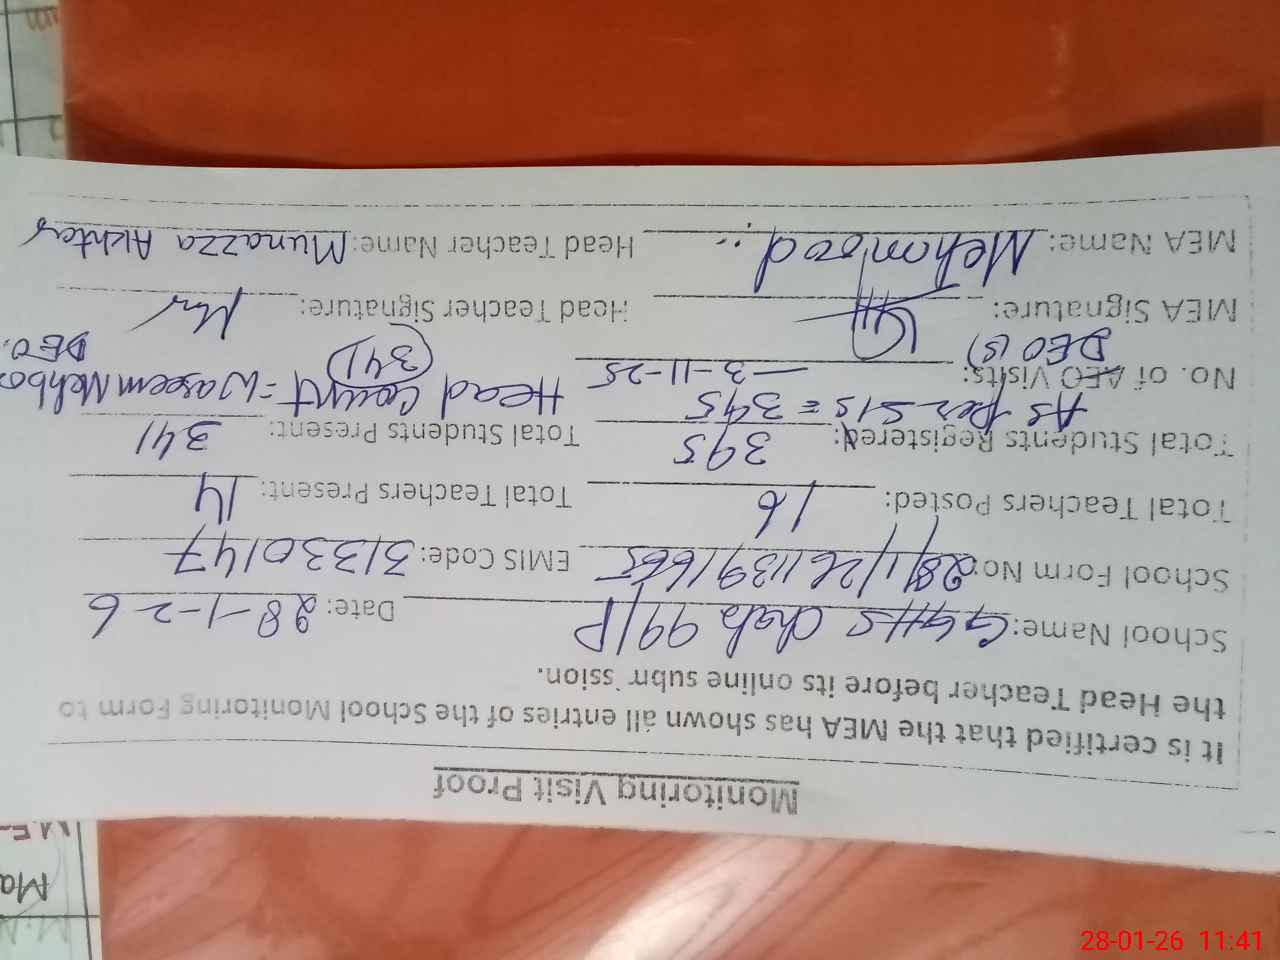 Monitoring Visit Proof
It is certified that the MEA has shown all entries of the School Monitoring Form to
the Head Teacher before its online submission.
School Name: GGHS Chak 99/P Date: 28-1-26
School Form No: 281126113916665 EMIS Code: 31330147
Total Teachers Posted: 16 Total Teachers Present: 14
Total Students Registered: 395 Total Students Present: 341
As per SIS = 395 Head Count = Waseem Mehbo
341 DEO.
No. of AEO Visits: 3-11-25
DEO (s)
MEA Signature: Head Teacher Signature:
MEA Name: Mehmood Head Teacher Name: Munazza Akhter
28-01-26 11:41